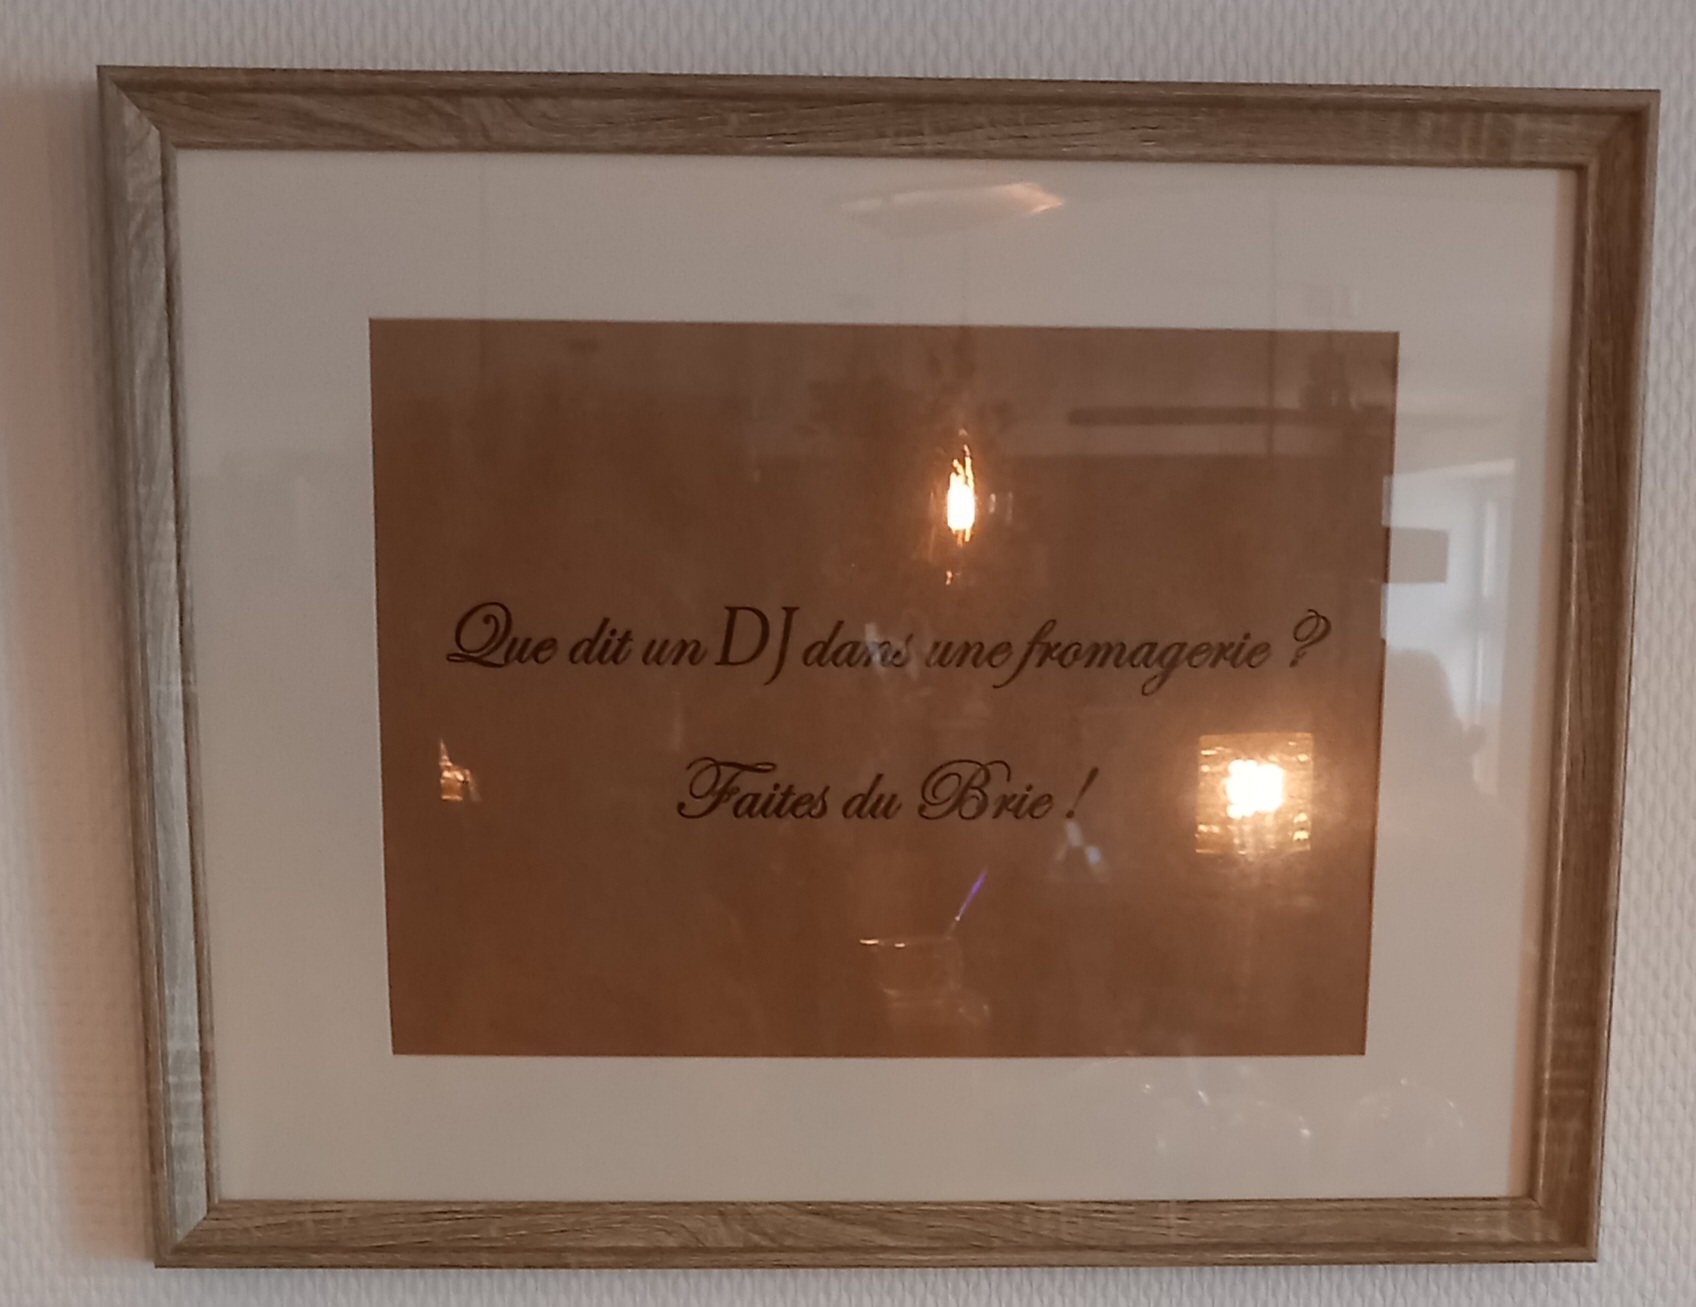 Que dit un DJ dans une fromagerie ?
Faites du Brie !